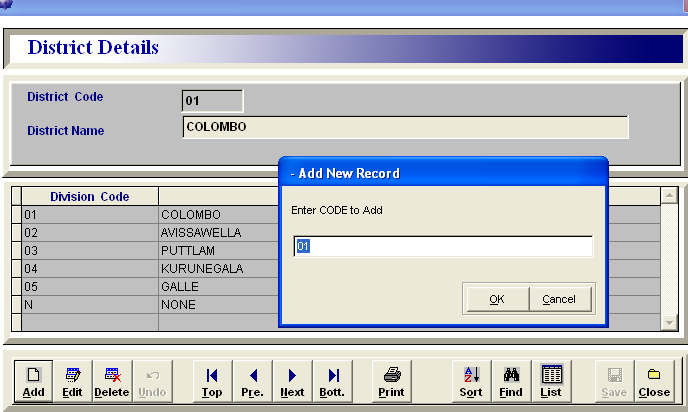 District Details
District Code 01
District Name COLOMBO
- Add New Record
Enter CODE to Add
01
OK Cancel
Division Code
01 COLOMBO
02 AVISSAWELLA
03 PUTTLAM
04 KURUNEGALA
05 GALLE
N NONE
Add Edit Delete Undo Top Pre. Next Bott. Print Sort Find List Save Close